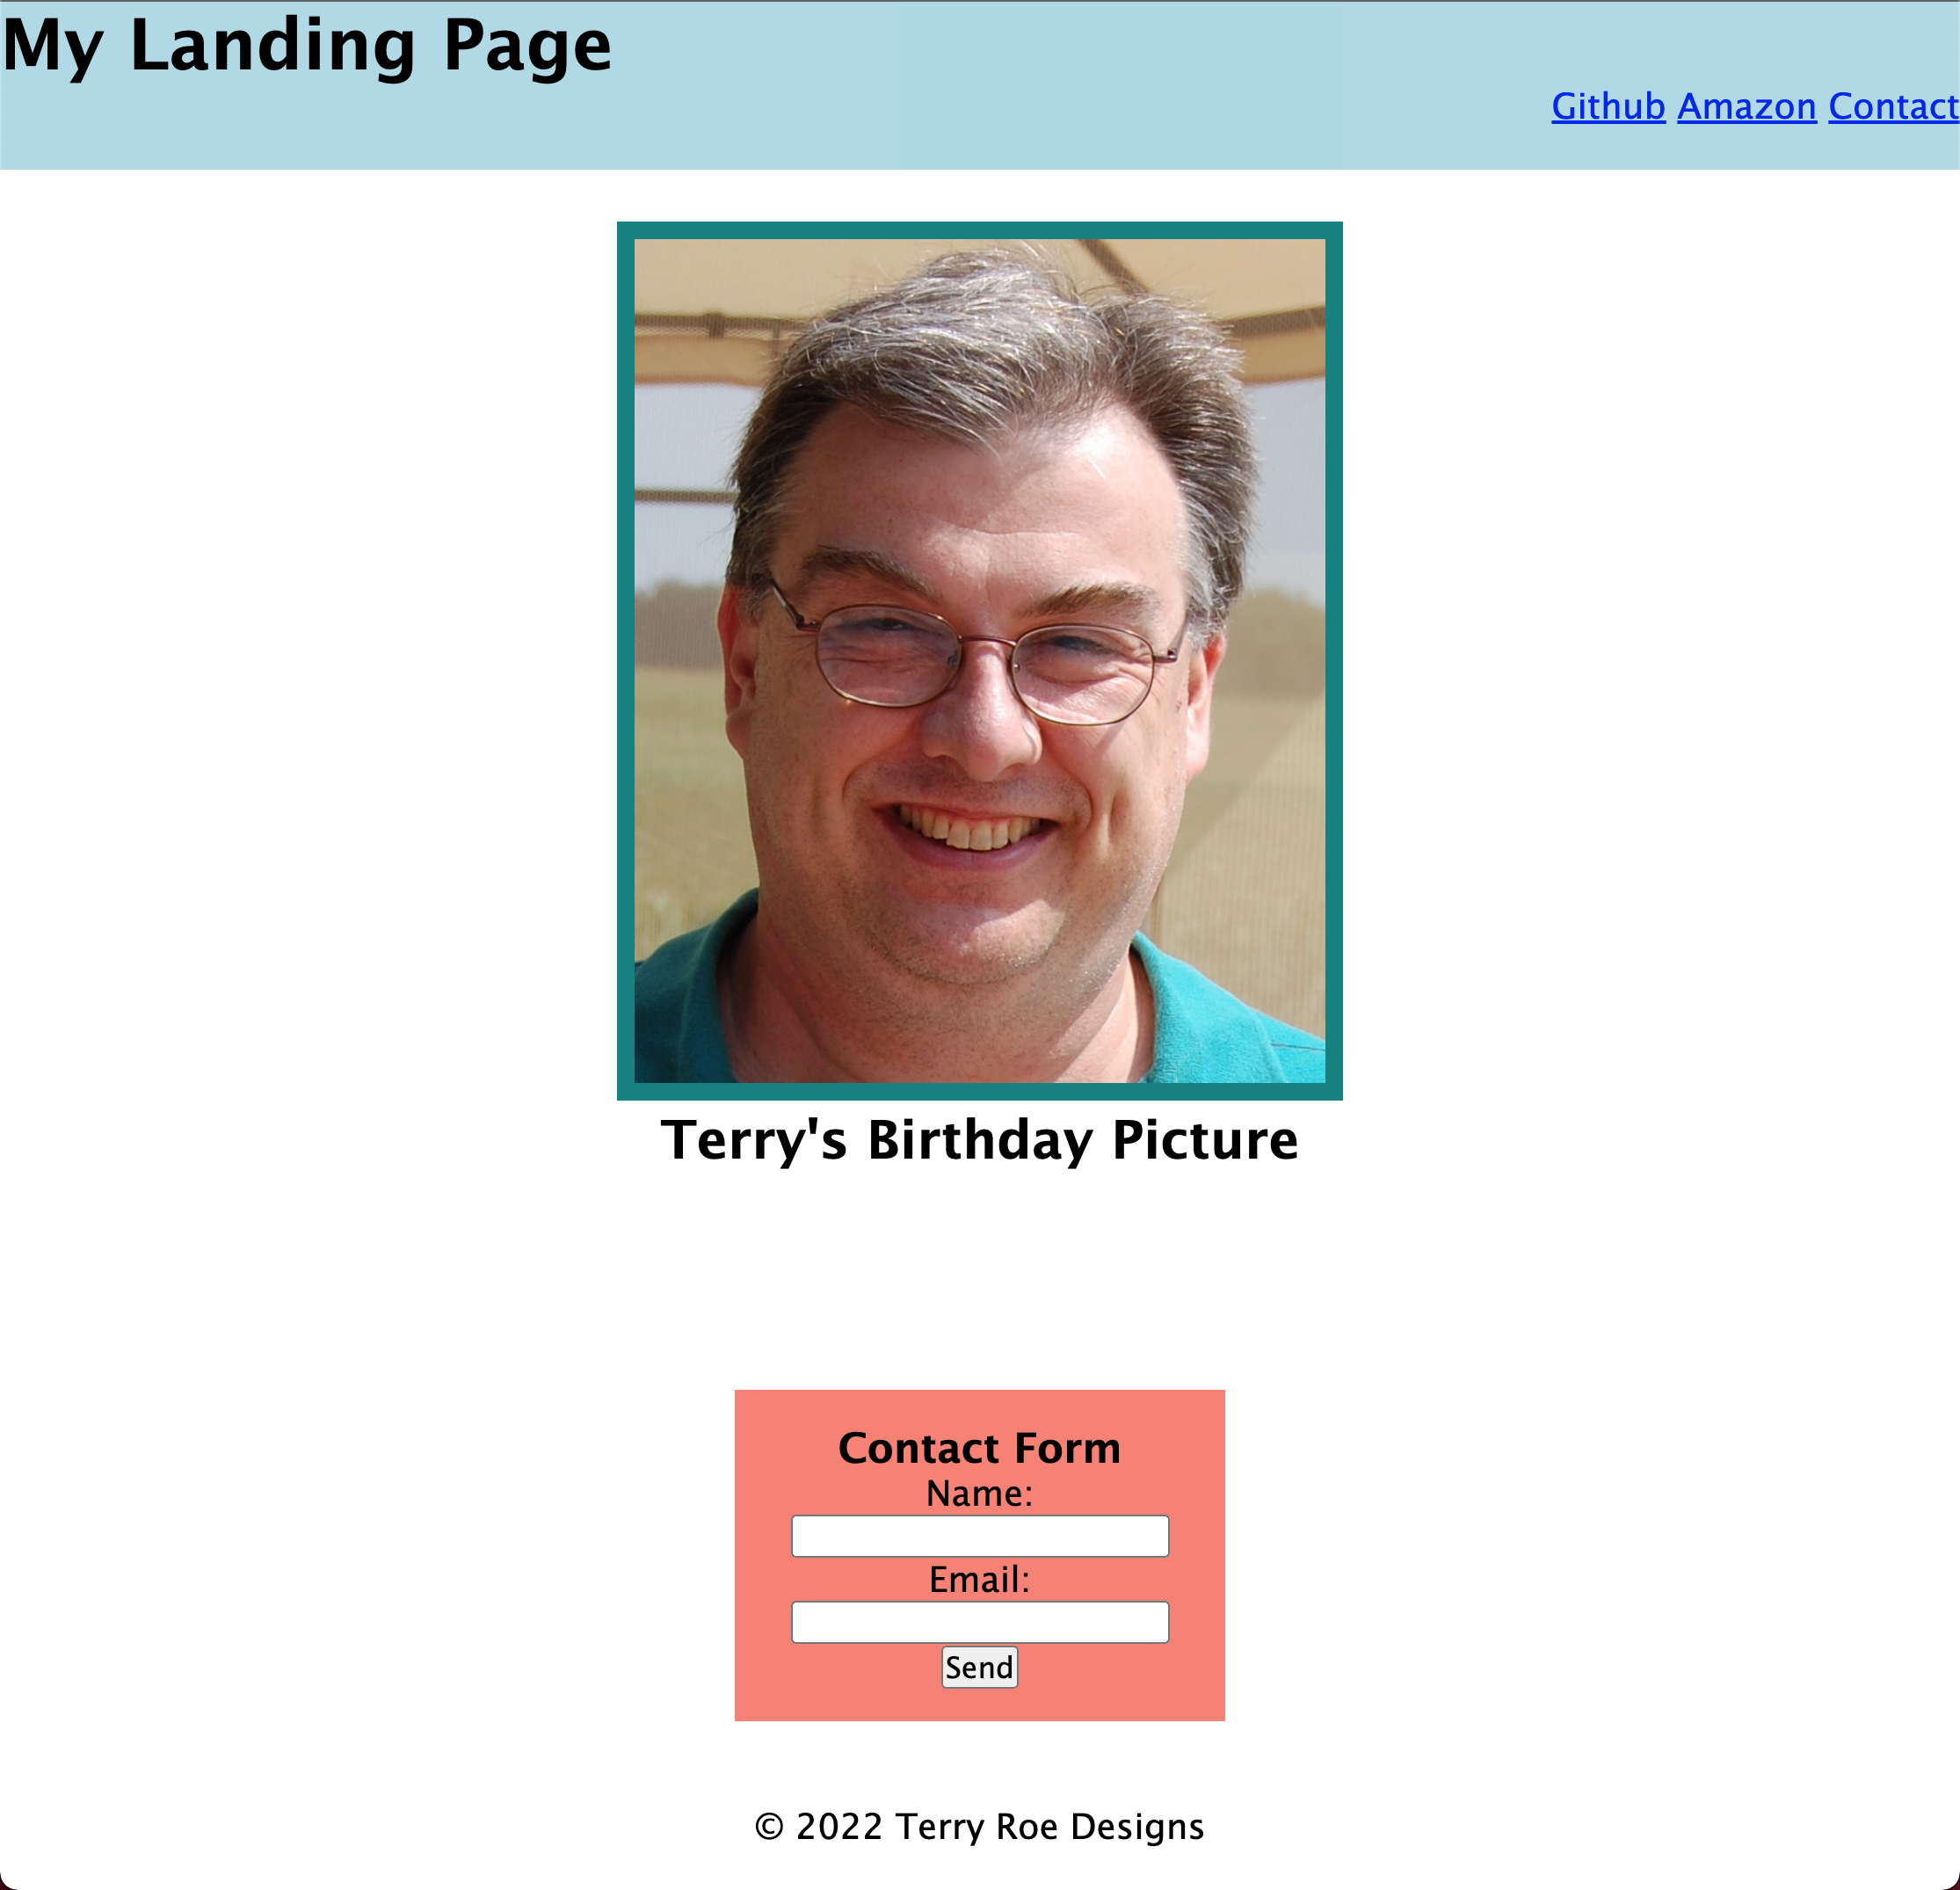 My Landing Page
Github Amazon Contact
Terry's Birthday Picture
Contact Form
Name:
Email:
Send
© 2022 Terry Roe Designs